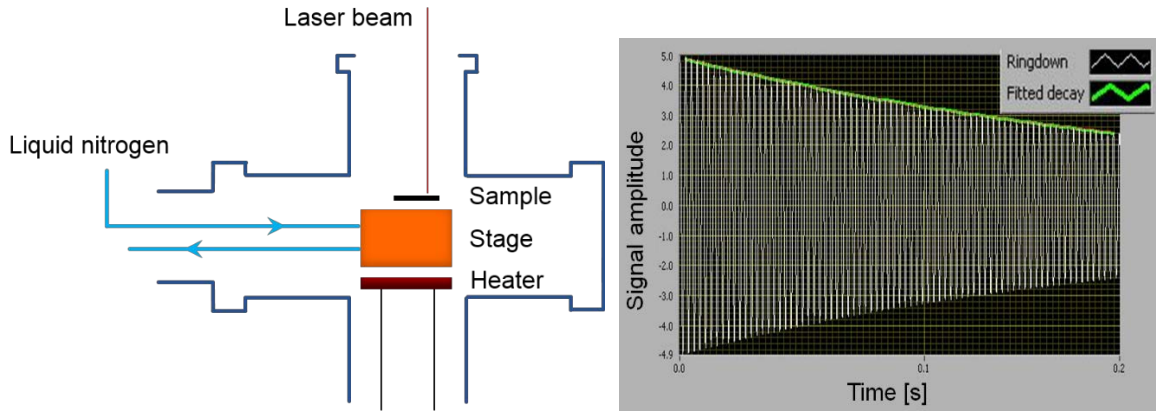 Laser beam
Liquid nitrogen
Sample
Stage
Heater
Ringdown
Fitted decay
Signal amplitude
5.0
4.0
3.0
2.0
1.0
0.0
-1.0
-2.0
-3.0
-4.0
-4.9
0.0
0.1
0.2
Time [s]